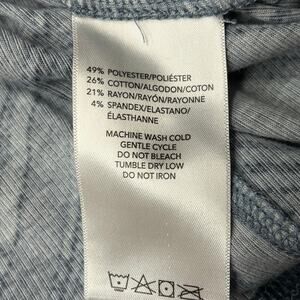 49% POLYESTER/POLIÉSTER
26% COTTON/ALGODON/COTON
21% RAYON/RAYÓN/RAYONNE
4% SPANDEX/ELASTANO/
ÉLASTHANNE
MACHINE WASH COLD
GENTLE CYCLE
DO NOT BLEACH
TUMBLE DRY LOW
DO NOT IRON